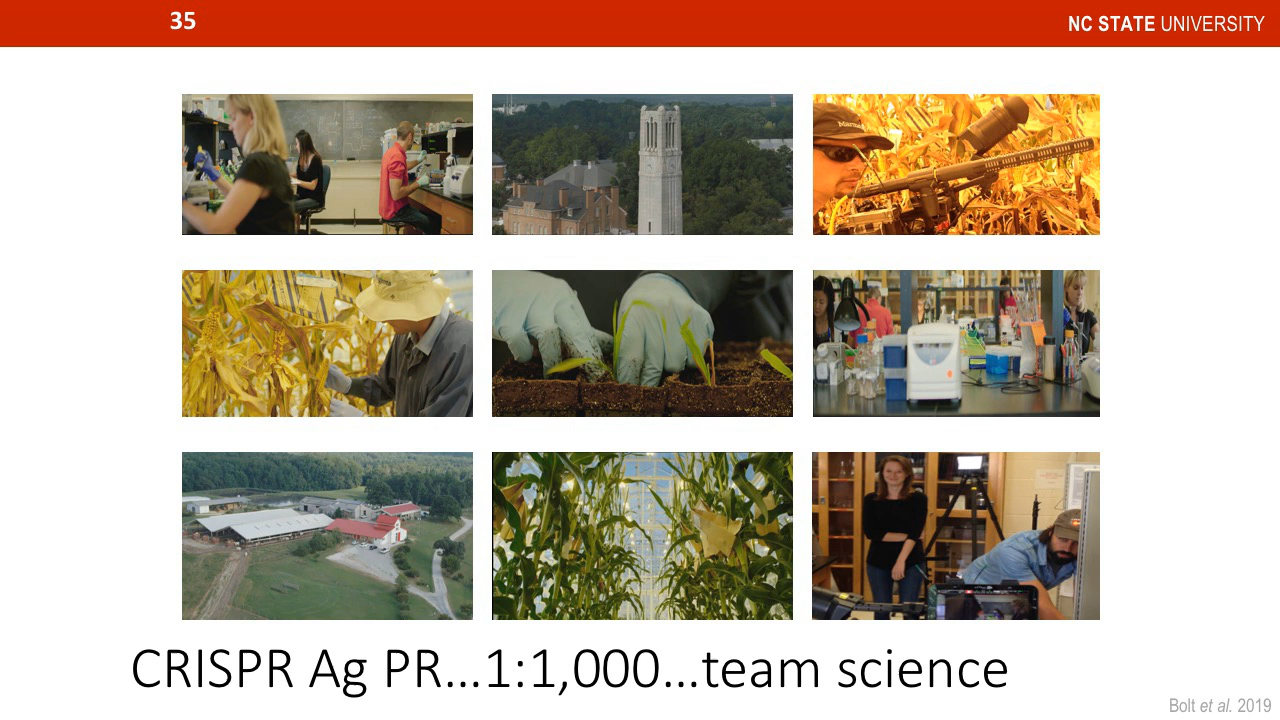 35
NC STATE UNIVERSITY
CRISPR Ag PR...1:1,000...team science
Bolt et al. 2019